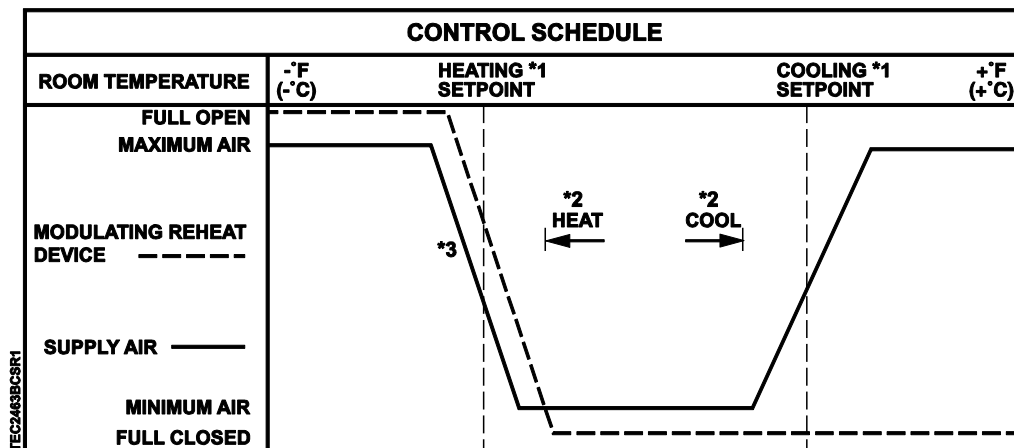 CONTROL SCHEDULE
ROOM TEMPERATURE
-°F
(-°C)
HEATING *1
SETPOINT
COOLING *1
SETPOINT
+°F
(+°C)
FULL OPEN
MAXIMUM AIR
*2
HEAT
*2
COOL
MODULATING REHEAT
DEVICE
*3
SUPPLY AIR
MINIMUM AIR
FULL CLOSED
TEC2463BCSR1